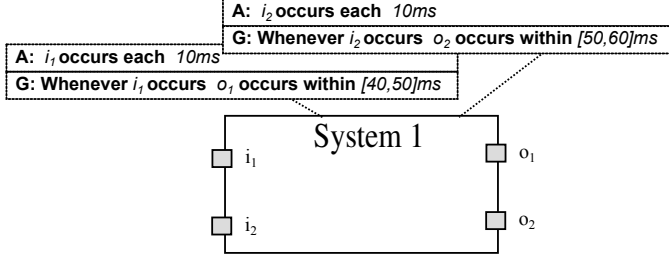 A: i₂ occurs each 10ms
G: Whenever i₂ occurs o₂ occurs within [50,60]ms
A: i₁ occurs each 10ms
G: Whenever i₁ occurs o₁ occurs within [40,50]ms
System 1
i₁ o₁
i₂ o₂